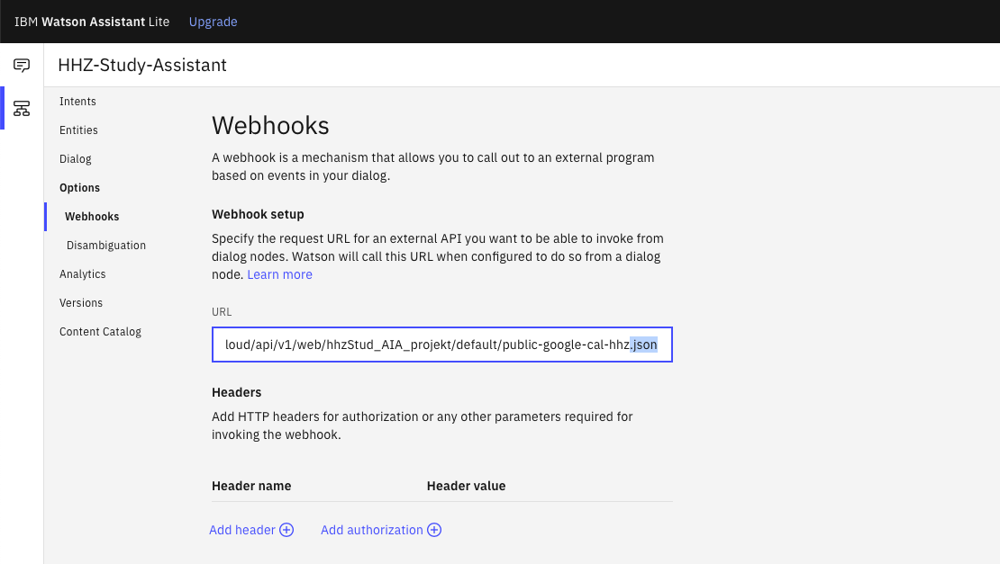 IBM Watson Assistant Lite Upgrade
HHZ-Study-Assistant
Intents
Entities
Dialog
Options
Webhooks
Disambiguation
Analytics
Versions
Content Catalog
Webhooks
A webhook is a mechanism that allows you to call out to an external program
based on events in your dialog.
Webhook setup
Specify the request URL for an external API you want to be able to invoke from
dialog nodes. Watson will call this URL when configured to do so from a dialog
node. Learn more
URL
loud/api/v1/web/hhzStud_AIA_projekt/default/public-google-cal-hhz.json
Headers
Add HTTP headers for authorization or any other parameters required for
invoking the webhook.
Header name Header value
Add header Add authorization